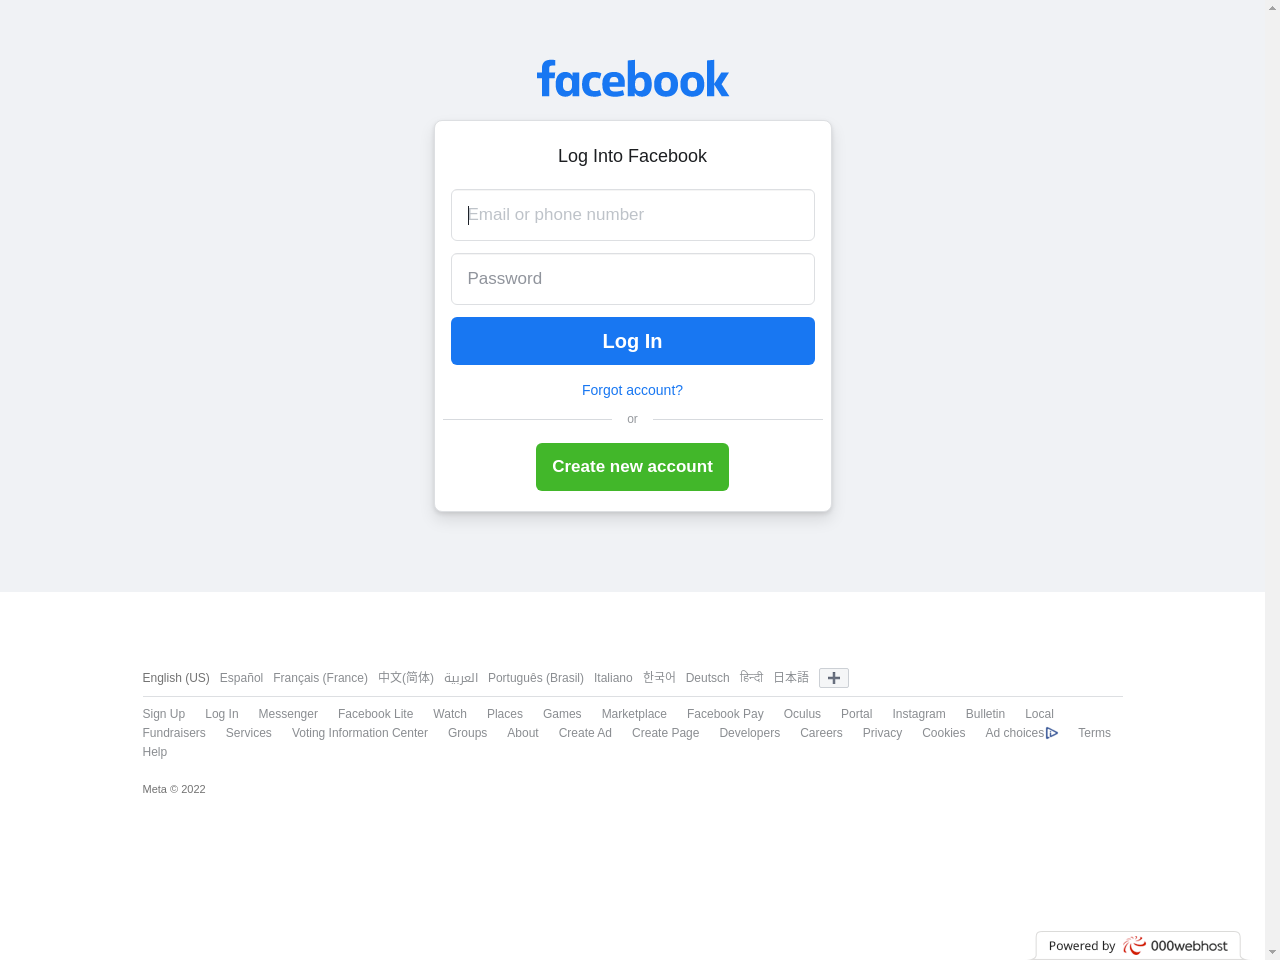 facebook
Log Into Facebook
Email or phone number
Password
Log In
Forgot account?
or
Create new account
English (US) Español Français (France) 中文(简体) العربية Português (Brasil) Italiano 한국어 Deutsch हिन्दी 日本語
Sign Up Log In Messenger Facebook Lite Watch Places Games Marketplace Facebook Pay Oculus Portal Instagram Bulletin Local
Fundraisers Services Voting Information Center Groups About Create Ad Create Page Developers Careers Privacy Cookies Ad choices Terms
Help
Meta © 2022
Powered by 000webhost